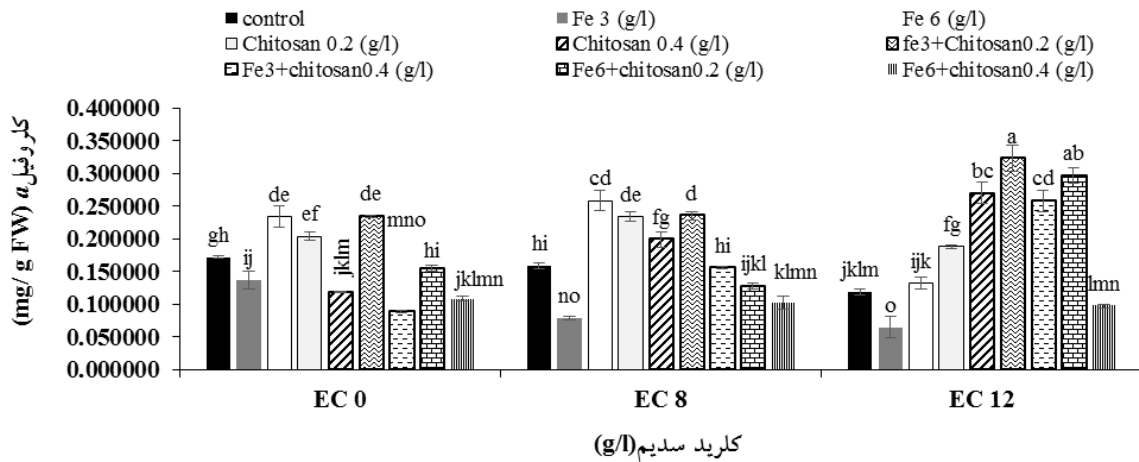 control Fe 3 (g/l) Fe 6 (g/l)
Chitosan 0.2 (g/l) Chitosan 0.4 (g/l) fe3+Chitosan0.2 (g/l)
Fe3+chitosan0.4 (g/l) Fe6+chitosan0.2 (g/l) Fe6+chitosan0.4 (g/l)
کلروفیل a (mg/ g FW)
0.400000
0.350000
0.300000
0.250000
0.200000
0.150000
0.100000
0.050000
0.000000
gh ij de ef jklm de mno hi jklmn
hi no cd de fg d hi ijkl klmn
jklm o ijk fg bc a cd ab lmn
EC 0 EC 8 EC 12
کلرید سدیم(g/l)